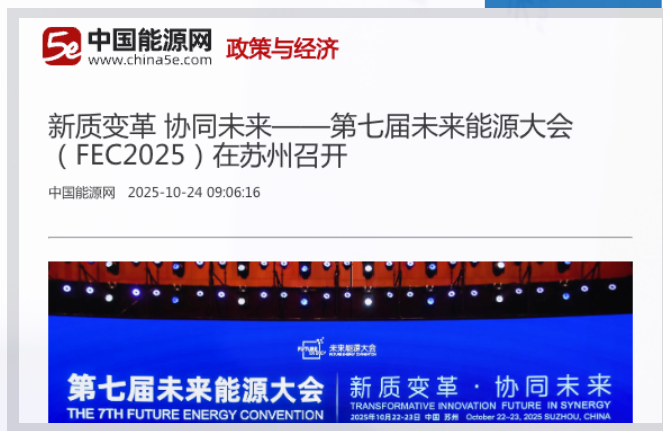 5e 中国能源网 政策与经济
www.china5e.com
新质变革 协同未来——第七届未来能源大会
（FEC2025）在苏州召开
中国能源网 2025-10-24 09:06:16
未来能源大会
第七届未来能源大会
THE 7TH FUTURE ENERGY CONVENTION
新质变革 · 协同未来
TRANSFORMATIVE INNOVATION FUTURE IN SYNERGY
2025年10月22-23日 中国 苏州 October 22-23, 2025 SUZHOU, CHINA